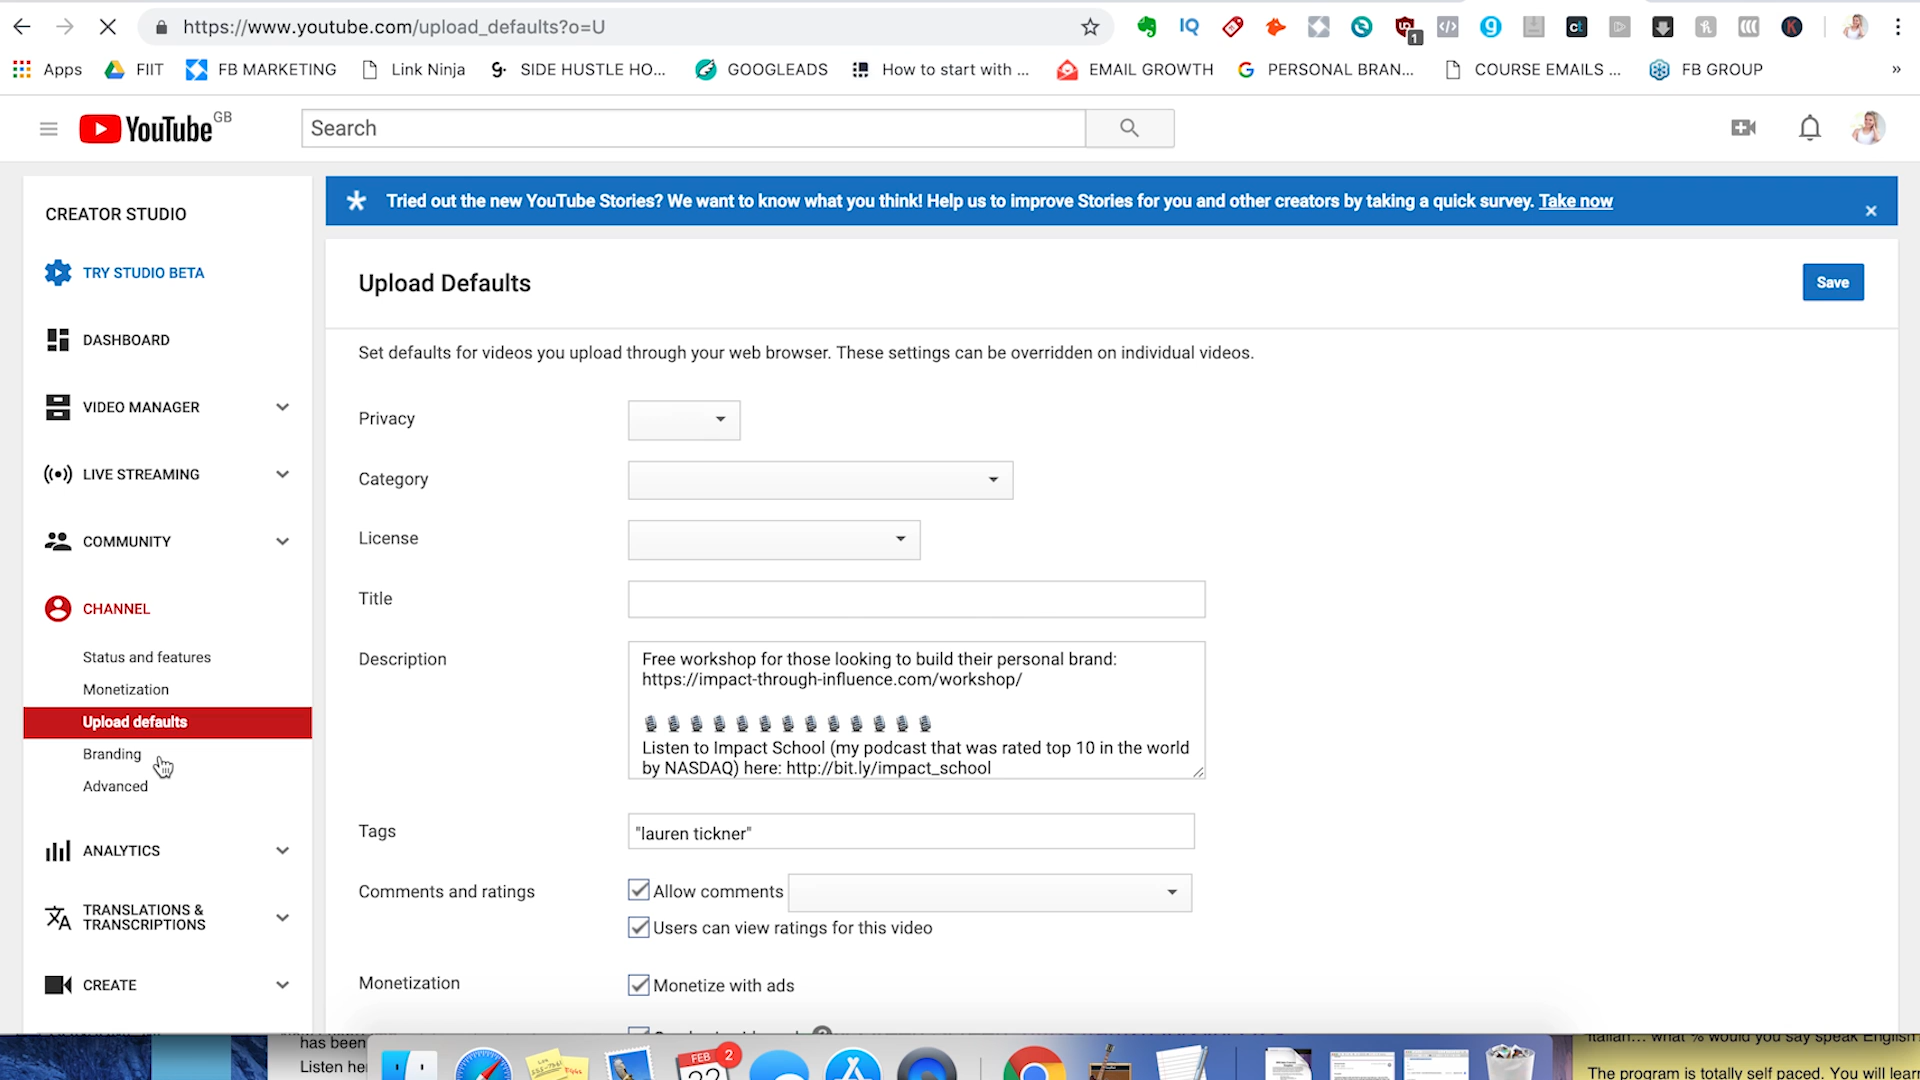 https://www.youtube.com/upload_defaults?o=U
IQ
1
Apps
FIIT
FB MARKETING
Link Ninja
SIDE HUSTLE HO...
GOOGLEADS
How to start with ...
EMAIL GROWTH
PERSONAL BRAN...
COURSE EMAILS ...
FB GROUP
»
YouTube GB
Search
CREATOR STUDIO
TRY STUDIO BETA
DASHBOARD
VIDEO MANAGER
LIVE STREAMING
COMMUNITY
CHANNEL
Status and features
Monetization
Upload defaults
Branding
Advanced
ANALYTICS
TRANSLATIONS &
TRANSCRIPTIONS
CREATE
Tried out the new YouTube Stories? We want to know what you think! Help us to improve Stories for you and other creators by taking a quick survey. Take now
Upload Defaults
Save
Set defaults for videos you upload through your web browser. These settings can be overridden on individual videos.
Privacy
Category
License
Title
Description
Free workshop for those looking to build their personal brand:
https://impact-through-influence.com/workshop/
Listen to Impact School (my podcast that was rated top 10 in the world
by NASDAQ) here: http://bit.ly/impact_school
Tags
"lauren tickner"
Comments and ratings
Allow comments
Users can view ratings for this video
Monetization
Monetize with ads
has been
Listen he
FEB
2
Italian... what % would you say speak English?
The program is totally self paced. You will lear